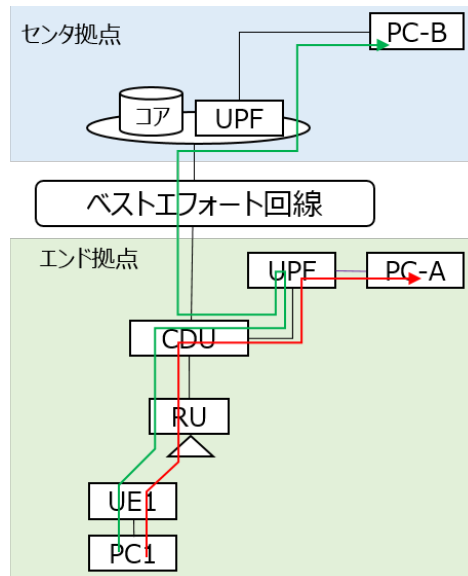 センタ拠点
PC-B
コア
UPF
ベストエフォート回線
エンド拠点
UPF
PC-A
CDU
RU
UE1
PC1